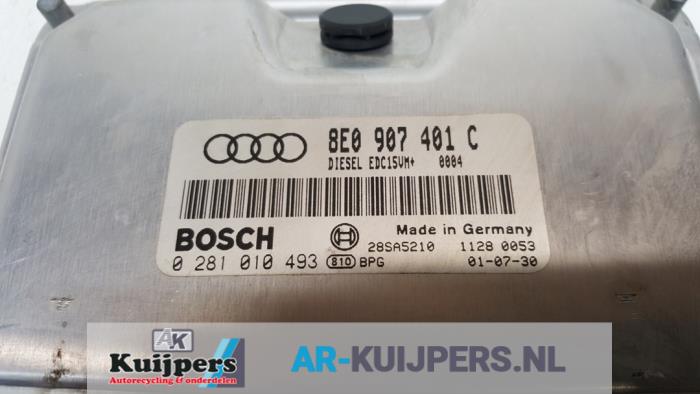 8E0 907 401 C
DIESEL EDC15VM+ 0004
BOSCH
Made in Germany
28SA5210 1128 0053
0 281 010 493 810 BPG 01-07-30
AK
Kuijpers
Autorecycling & onderdelen
AR-KUIJPERS.NL